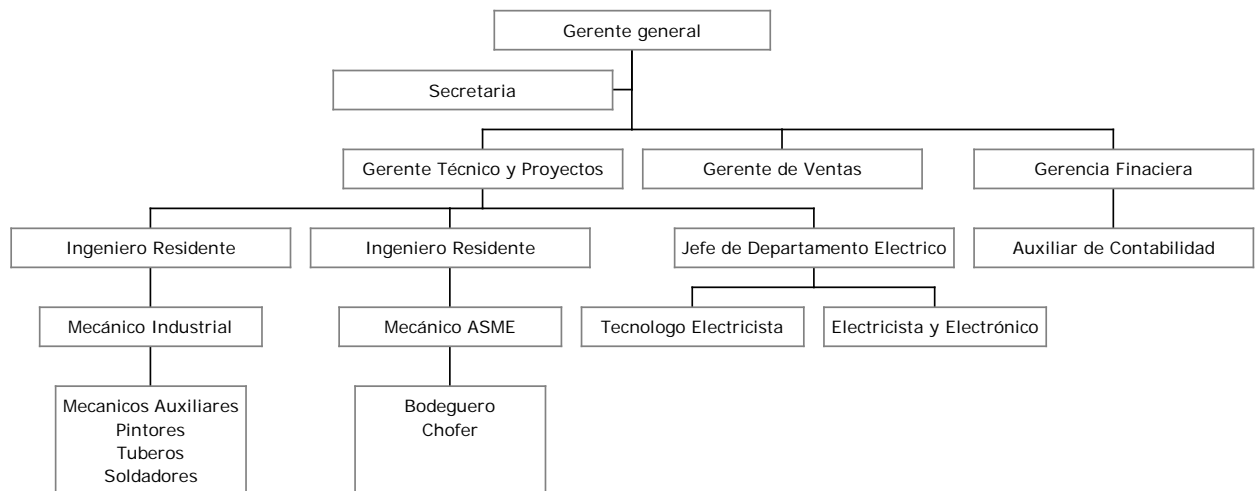 Gerente general
Secretaria
Gerente Técnico y Proyectos
Gerente de Ventas
Gerencia Finaciera
Ingeniero Residente
Ingeniero Residente
Jefe de Departamento Electrico
Auxiliar de Contabilidad
Mecánico Industrial
Mecánico ASME
Tecnologo Electricista
Electricista y Electrónico
Mecanicos Auxiliares
Pintores
Tuberos
Soldadores
Bodeguero
Chofer